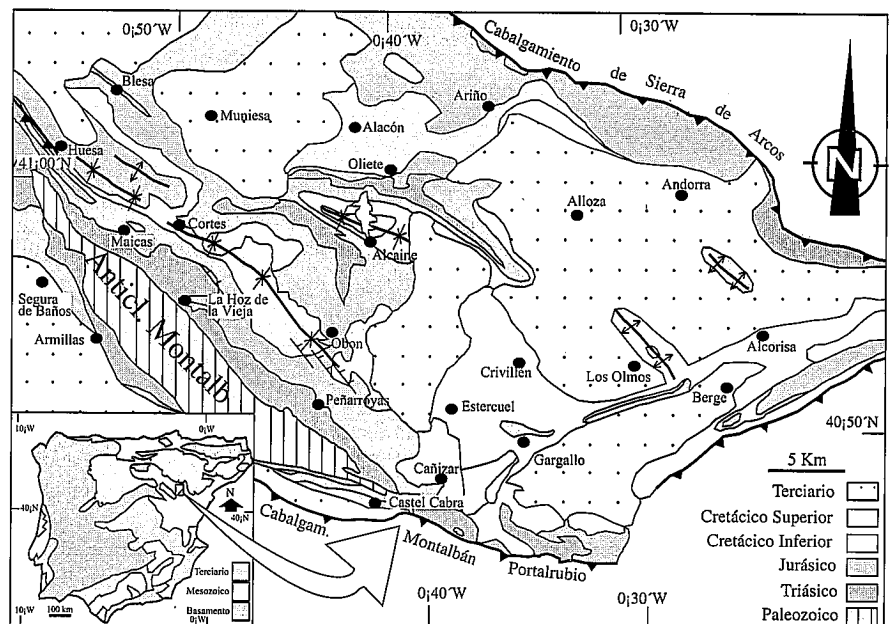 0¡50´W
0¡40´W
0¡30´W
Cabalgamiento de Sierra de Arcos
Blesa
Muniesa
Ariño
Alacón
Huesa
41¡00´N
Oliete
N
Andorra
Alloza
Cortes
Maicas
Alcaine
Segura
de Baños
La Hoz de
la Vieja
Anticl. Montalb
Armillas
Obon
Alcorisa
Crivillén
Los Olmos
Berge
Peñarroyas
Estercuel
40¡50´N
Gargallo
5 Km
Cañizar
Castel Cabra
Cabalgam. Montalbán Portalrubio
0¡40´W
0¡30´W
Terciario
Cretácico Superior
Cretácico Inferior
Jurásico
Triásico
Paleozoico
10¡W
0¡W
N
40¡N
40¡N
Terciario
Mesozoico
Basamento
10¡W
100 km
0¡W